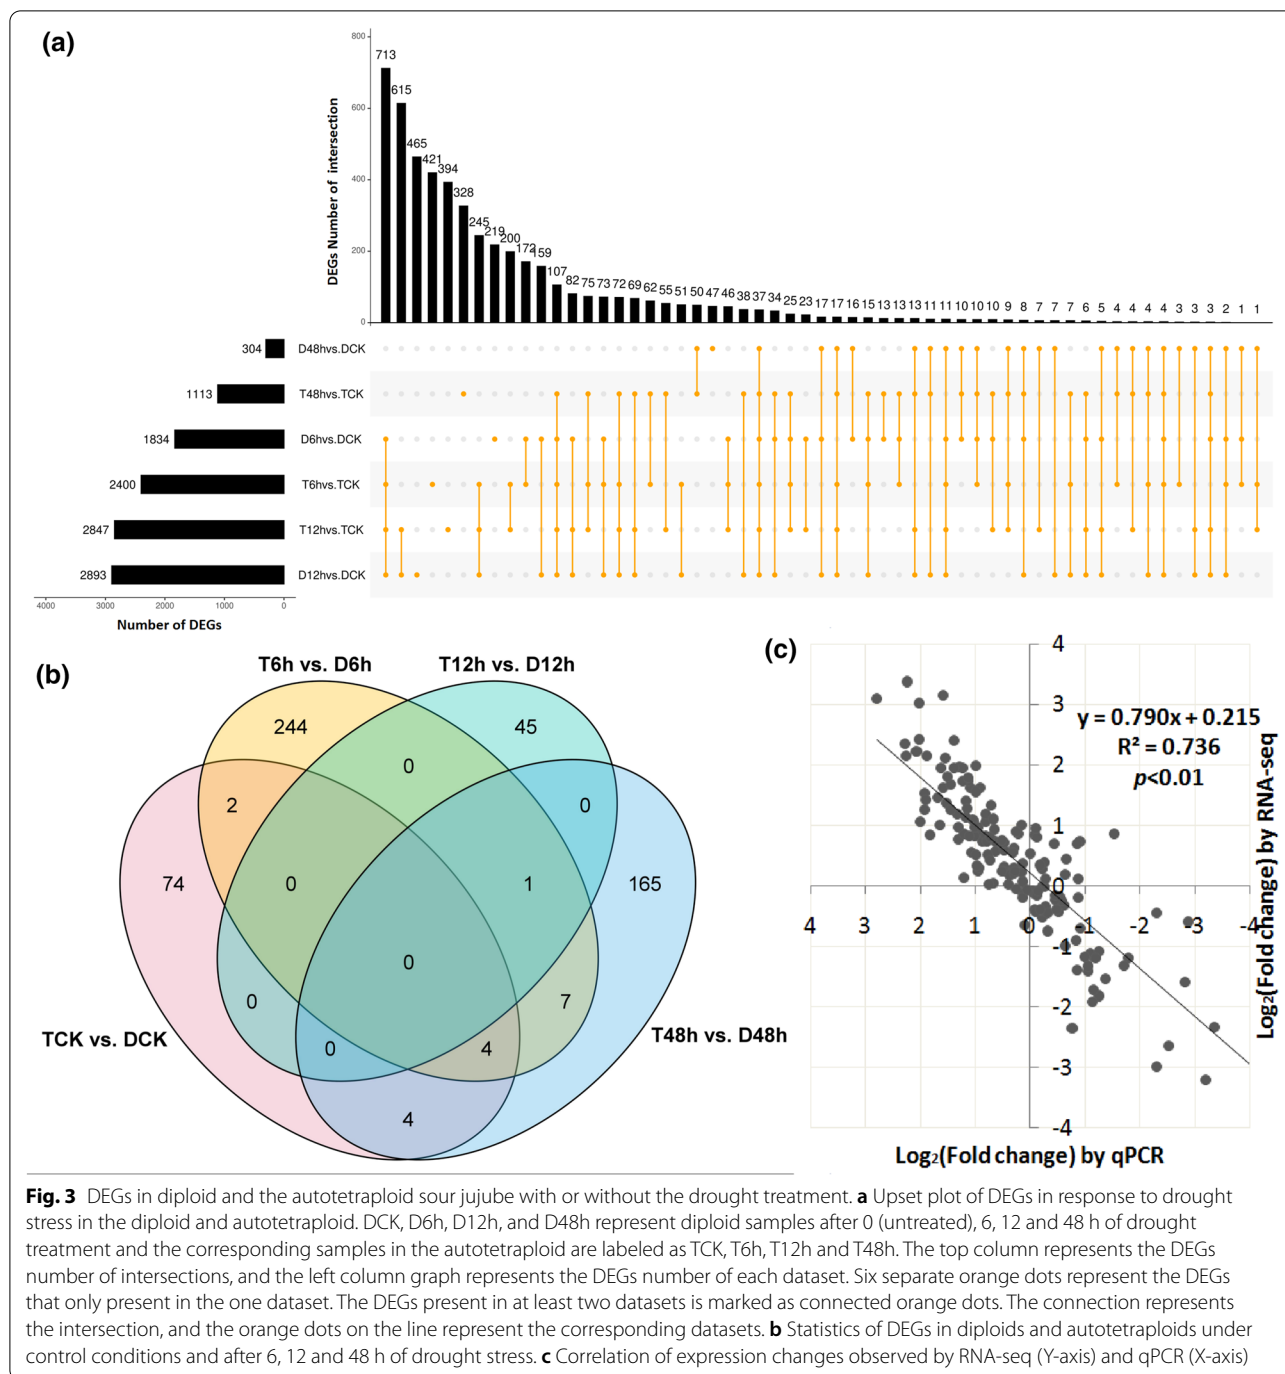 (a)
800
600
400
200
0
DEGs Number of intersection
713
615
465
421
394
328
245
219
200
172
159
107
82
75
73
72
69
62
55
51
50
47
46
38
37
34
25
23
17
17
16
15
13
13
13
11
11
10
10
10
9
8
7
7
7
6
5
4
4
4
4
3
3
3
2
1
1
304 D48hvs.DCK
1113 T48hvs.TCK
1834 D6hvs.DCK
2400 T6hvs.TCK
2847 T12hvs.TCK
2893 D12hvs.DCK
4000 3000 2000 1000 0
Number of DEGs
(b)
T6h vs. D6h
T12h vs. D12h
244
45
0
2
0
74
0
1
165
0
0
7
TCK vs. DCK
0
4
T48h vs. D48h
4
(c)
4
3
2
1
0
-1
-2
-3
-4
4 3 2 1 0 -1 -2 -3 -4
y = 0.790x + 0.215
R² = 0.736
p<0.01
Log₂(Fold change) by RNA-seq
Log₂(Fold change) by qPCR
Fig. 3 DEGs in diploid and the autotetraploid sour jujube with or without the drought treatment. a Upset plot of DEGs in response to drought
stress in the diploid and autotetraploid. DCK, D6h, D12h, and D48h represent diploid samples after 0 (untreated), 6, 12 and 48 h of drought
treatment and the corresponding samples in the autotetraploid are labeled as TCK, T6h, T12h and T48h. The top column represents the DEGs
number of intersections, and the left column graph represents the DEGs number of each dataset. Six separate orange dots represent the DEGs
that only present in the one dataset. The DEGs present in at least two datasets is marked as connected orange dots. The connection represents
the intersection, and the orange dots on the line represent the corresponding datasets. b Statistics of DEGs in diploids and autotetraploids under
control conditions and after 6, 12 and 48 h of drought stress. c Correlation of expression changes observed by RNA-seq (Y-axis) and qPCR (X-axis)